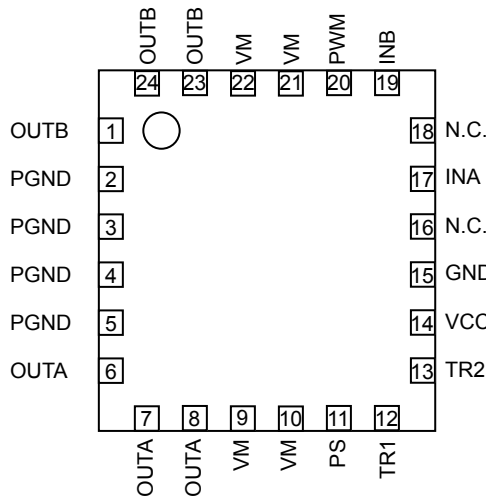 OUTB
OUTB
VM
VM
PWM
INB
24
23
22
21
20
19
OUTB 1
18 N.C.
PGND 2
17 INA
PGND 3
16 N.C.
PGND 4
15 GND
PGND 5
14 VCC
OUTA 6
13 TR2
7
8
9
10
11
12
OUTA
OUTA
VM
VM
PS
TR1